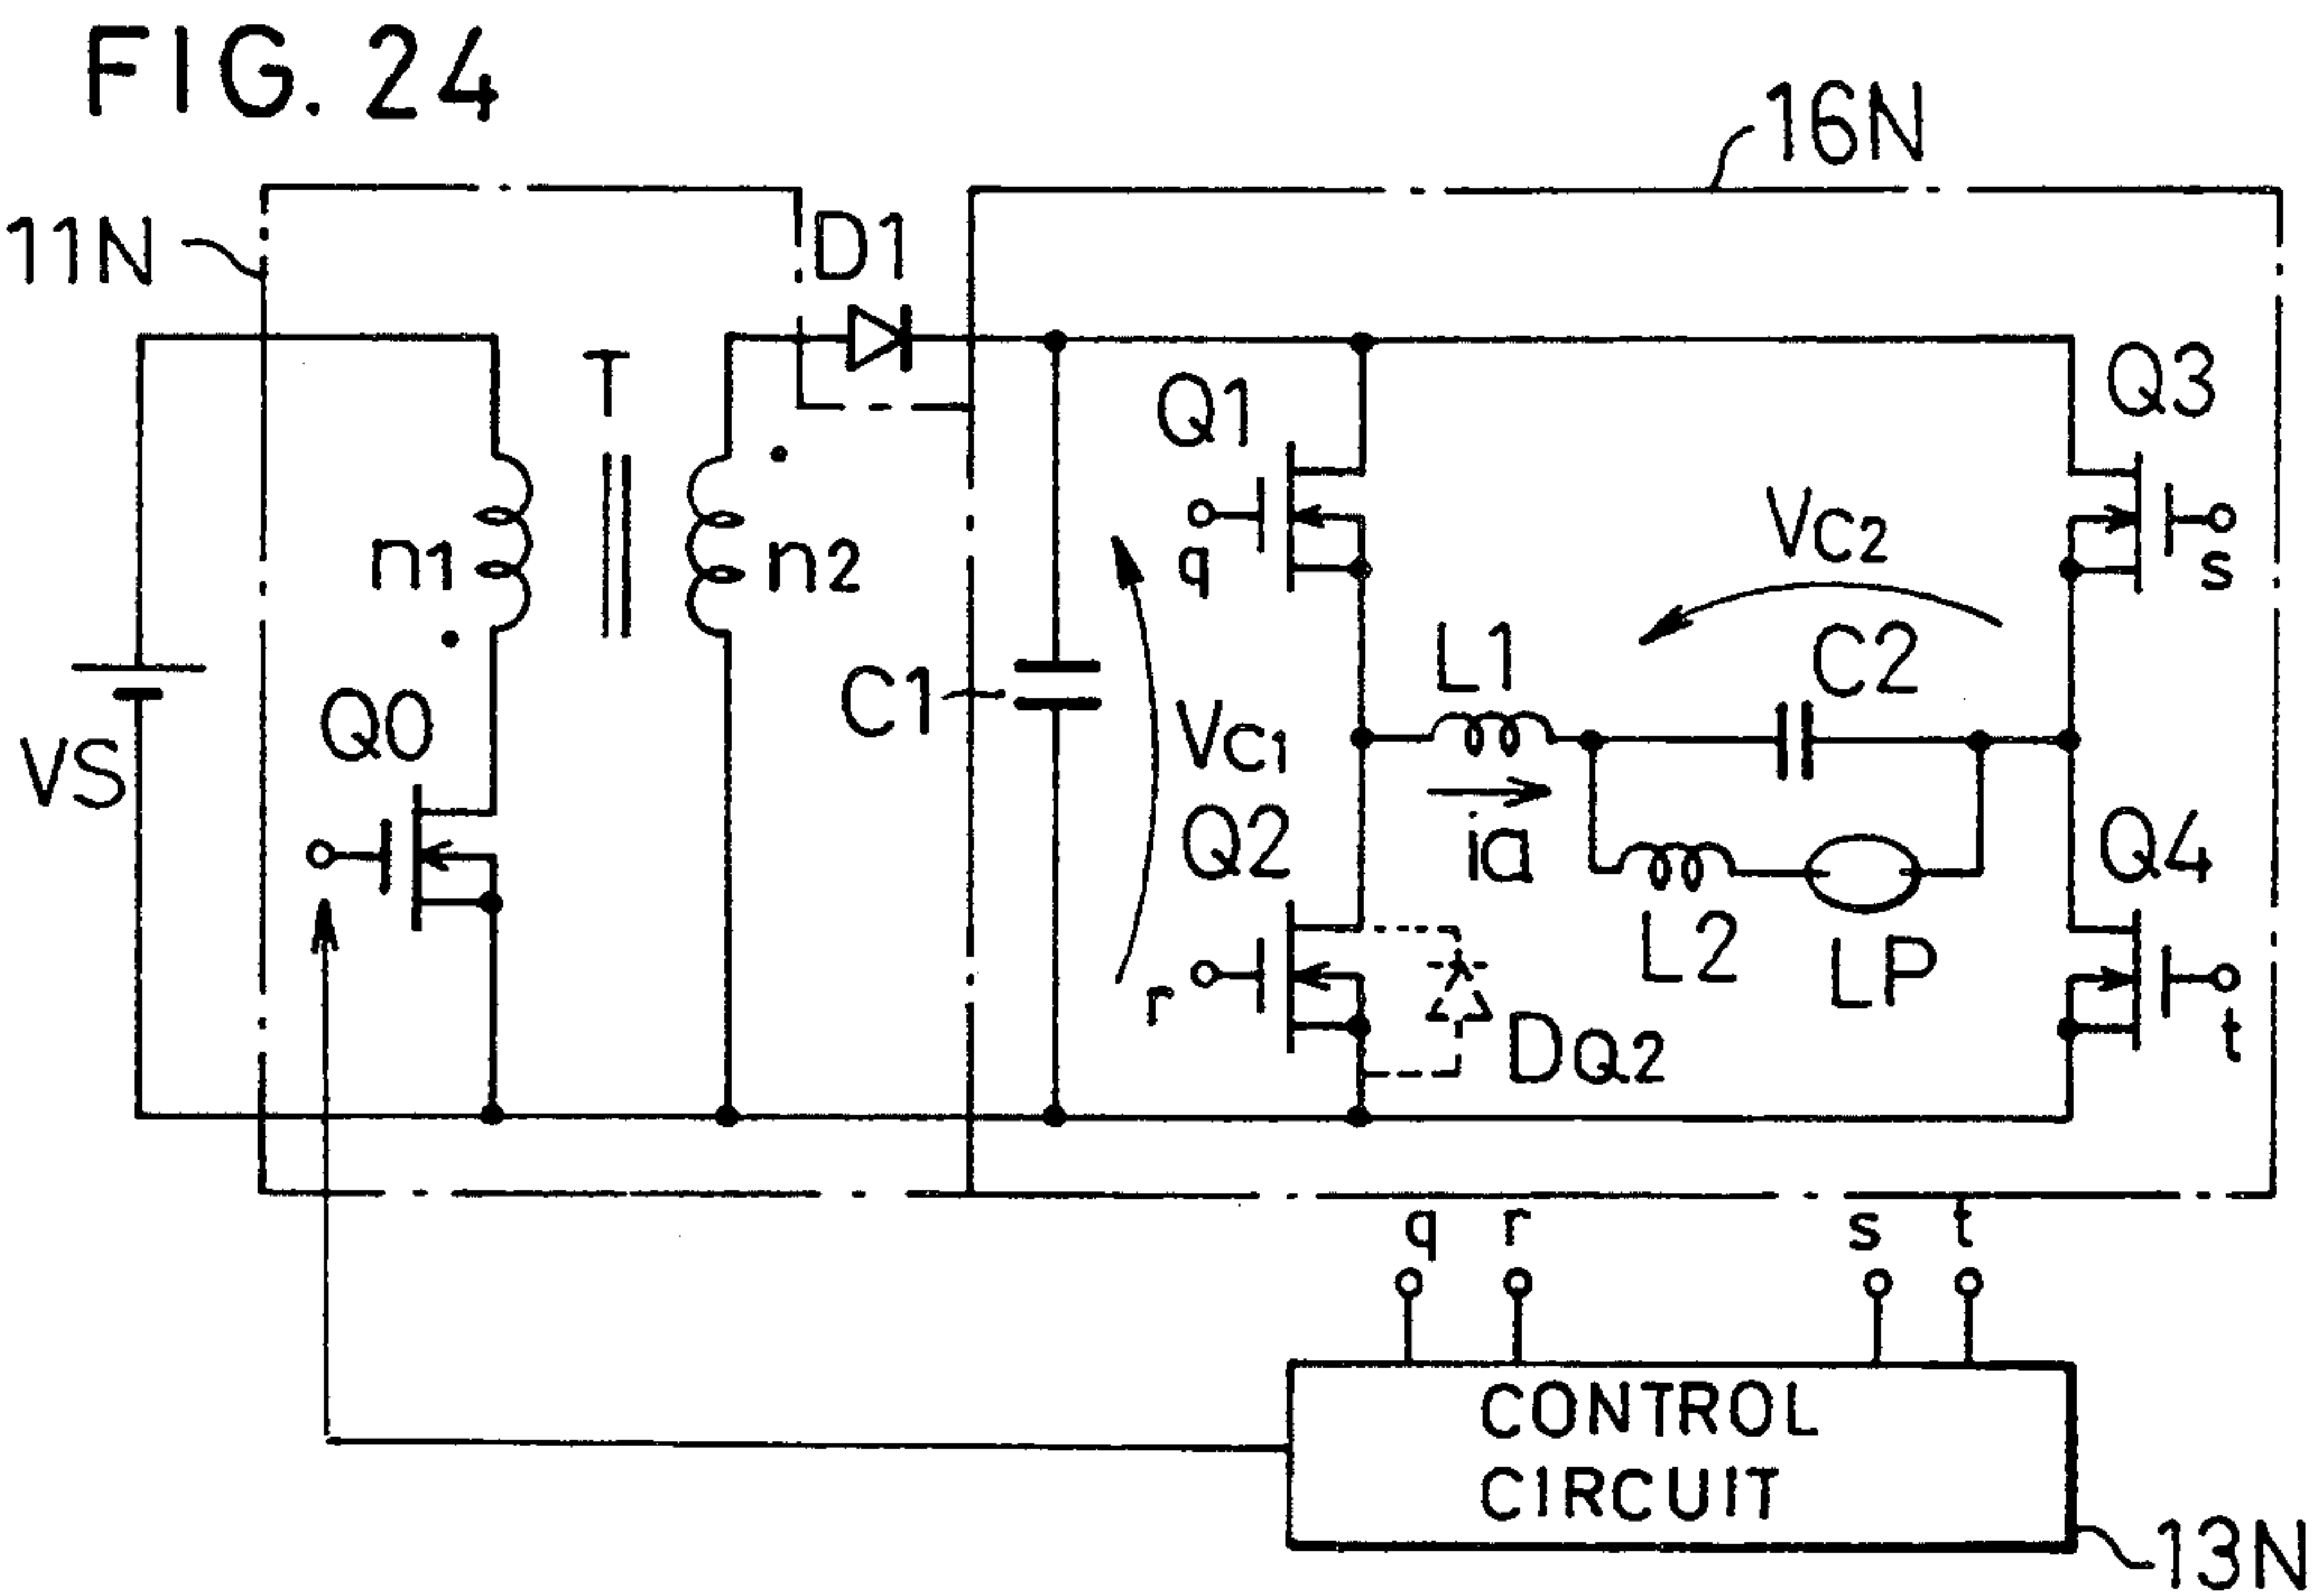 FIG. 24
16N
11N
D1
T
Q1
Q3
q
VC2
s
n1
n2
C2
L1
C1
VC1
Q0
VS
Q2
ia
Q4
L2
LP
r
DQ2
t
q r s t
CONTROL
CIRCUIT
13N